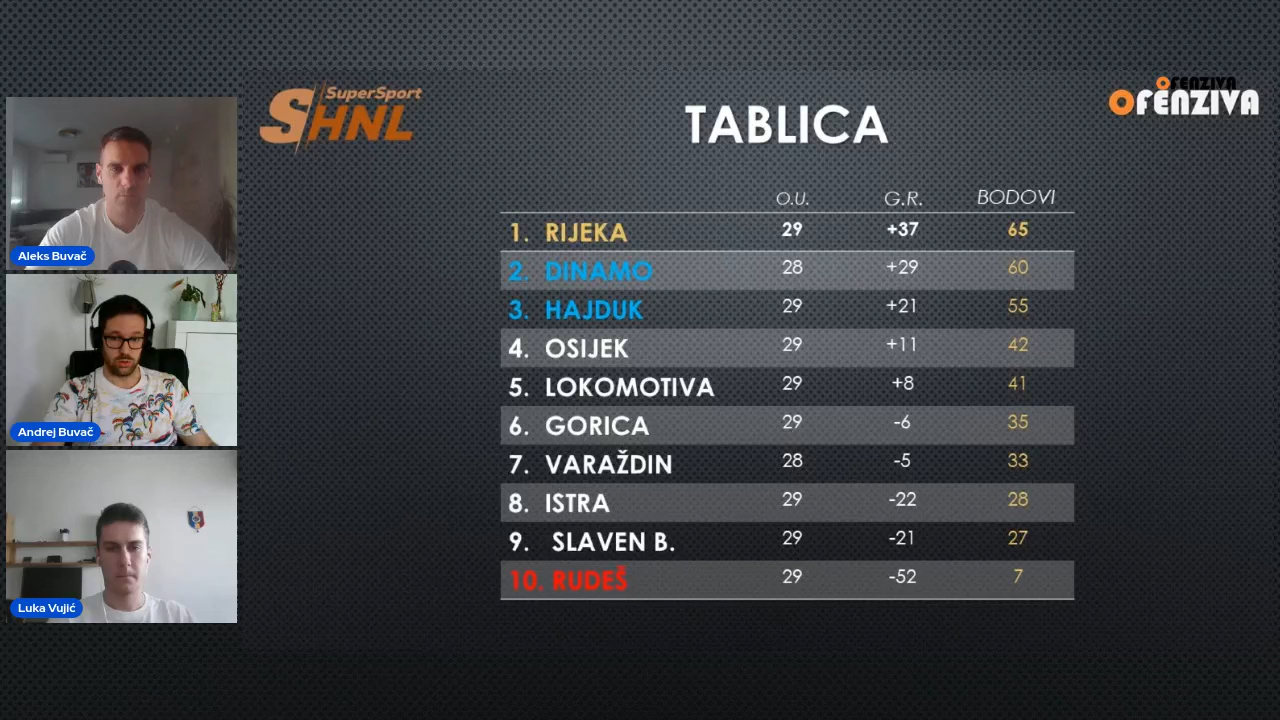 SuperSport
SHNL
OFENZIVA
OFENZIVA
TABLICA
O.U. G.R. BODOVI
1. RIJEKA 29 +37 65
2. DINAMO 28 +29 60
3. HAJDUK 29 +21 55
4. OSIJEK 29 +11 42
5. LOKOMOTIVA 29 +8 41
6. GORICA 29 -6 35
7. VARAŽDIN 28 -5 33
8. ISTRA 29 -22 28
9. SLAVEN B. 29 -21 27
10. RUDEŠ 29 -52 7
Aleks Buvač
Andrej Buvač
Luka Vujić